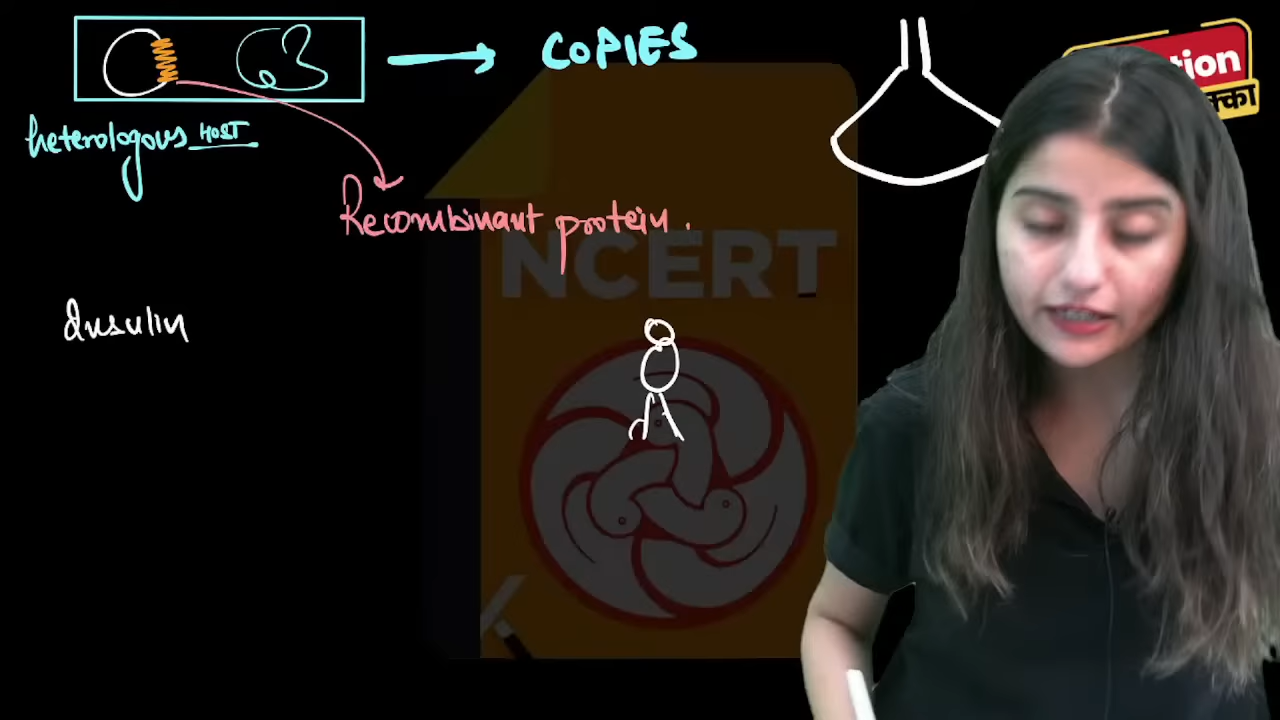 COPIES
heterologous HOST
Recombinant protein.
NCERT
Insulin